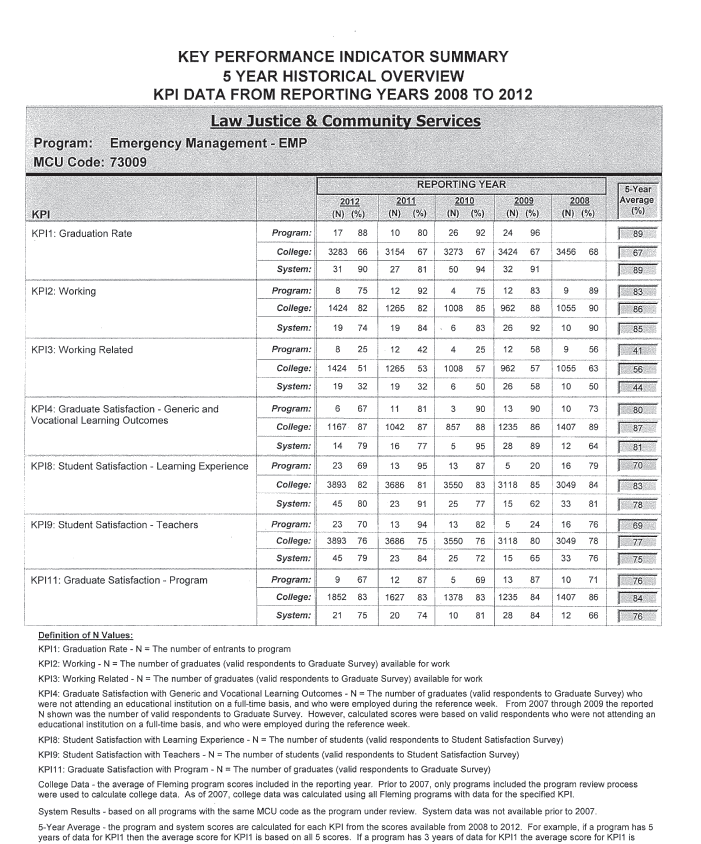 KEY PERFORMANCE INDICATOR SUMMARY
5 YEAR HISTORICAL OVERVIEW
KPI DATA FROM REPORTING YEARS 2008 TO 2012
Law Justice & Community Services
Program: Emergency Management - EMP
MCU Code: 73009
REPORTING YEAR
5-Year Average (%)
2012 2011 2010 2009 2008
KPI (N) (%) (N) (%) (N) (%) (N) (%) (N) (%)
KPI1: Graduation Rate Program: 17 88 10 80 26 92 24 96 89
College: 3283 66 3154 67 3273 67 3424 67 3456 68 67
System: 31 90 27 81 50 94 32 91 89
KPI2: Working Program: 8 75 12 92 4 75 12 83 9 89 83
College: 1424 82 1265 82 1008 85 962 88 1055 90 86
System: 19 74 19 84 6 83 26 92 10 90 85
KPI3: Working Related Program: 8 25 12 42 4 25 12 58 9 56 41
College: 1424 51 1265 53 1008 57 962 57 1055 63 56
System: 19 32 19 32 6 50 26 58 10 50 44
KPI4: Graduate Satisfaction - Generic and Vocational Learning Outcomes Program: 6 67 11 81 3 90 13 90 10 73 80
College: 1167 87 1042 87 857 88 1235 86 1407 89 87
System: 14 79 16 77 5 95 28 89 12 64 81
KPI8: Student Satisfaction - Learning Experience Program: 23 69 13 95 13 87 5 20 16 79 70
College: 3893 82 3686 81 3550 83 3118 85 3049 84 83
System: 45 80 23 91 25 77 15 62 33 81 78
KPI9: Student Satisfaction - Teachers Program: 23 70 13 94 13 82 5 24 16 76 69
College: 3893 76 3686 75 3550 76 3118 80 3049 78 77
System: 45 79 23 84 25 72 15 65 33 76 75
KPI11: Graduate Satisfaction - Program Program: 9 67 12 87 5 69 13 87 10 71 76
College: 1852 83 1627 83 1378 83 1235 84 1407 86 84
System: 21 75 20 74 10 81 28 84 12 66 76
Definition of N Values:
KPI1: Graduation Rate - N = The number of entrants to program
KPI2: Working - N = The number of graduates (valid respondents to Graduate Survey) available for work
KPI3: Working Related - N = The number of graduates (valid respondents to Graduate Survey) available for work
KPI4: Graduate Satisfaction with Generic and Vocational Learning Outcomes - N = The number of graduates (valid respondents to Graduate Survey) who
were not attending an educational institution on a full-time basis, and who were employed during the reference week. From 2007 through 2009 the reported
N shown was the number of valid respondents to Graduate Survey. However, calculated scores were based on valid respondents who were not attending an
educational institution on a full-time basis, and who were employed during the reference week.
KPI8: Student Satisfaction with Learning Experience - N = The number of students (valid respondents to Student Satisfaction Survey)
KPI9: Student Satisfaction with Teachers - N = The number of students (valid respondents to Student Satisfaction Survey)
KPI11: Graduate Satisfaction with Program - N = The number of graduates (valid respondents to Graduate Survey)
College Data - the average of Fleming program scores included in the reporting year. Prior to 2007, only programs included the program review process
were used to calculate college data. As of 2007, college data was calculated using all Fleming programs with data for the specified KPI.
System Results - based on all programs with the same MCU code as the program under review. System data was not available prior to 2007.
5-Year Average - the program and system scores are calculated for each KPI from the scores available from 2008 to 2012. For example, if a program has 5
years of data for KPI1 then the average score for KPI1 is based on all 5 scores. If a program has 3 years of data for KPI1 the average score for KPI1 is